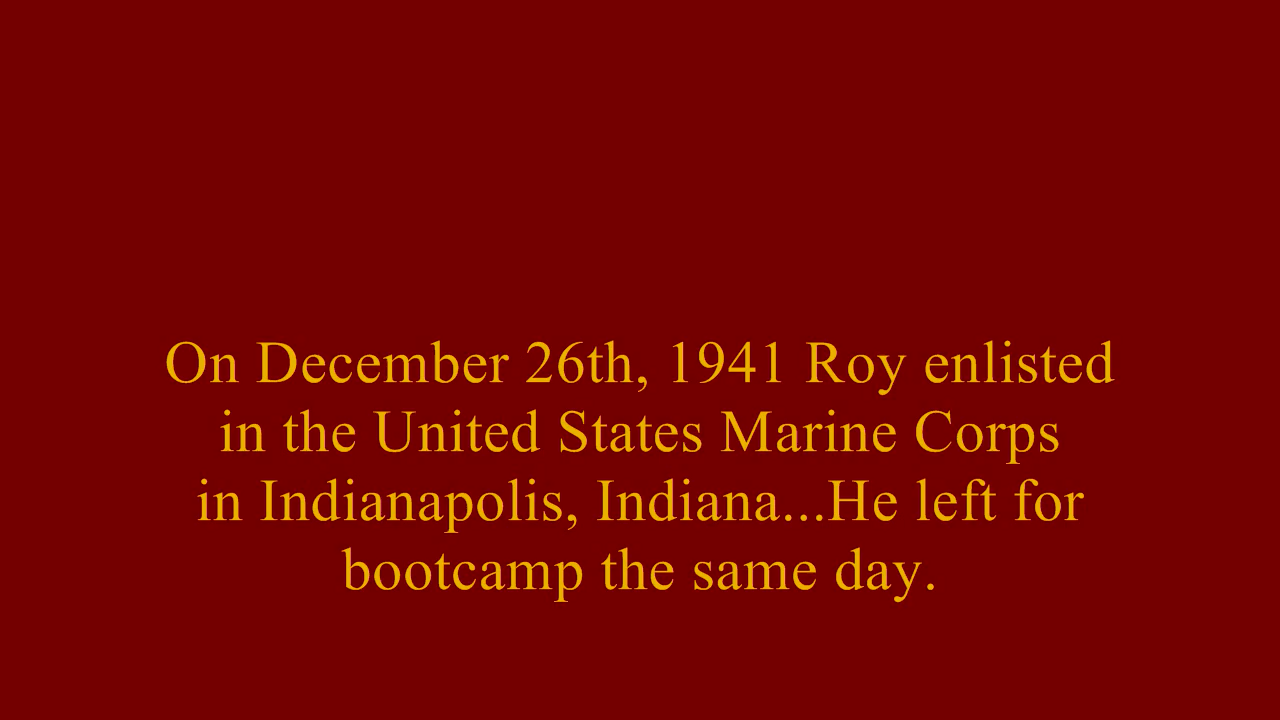 On December 26th, 1941 Roy enlisted
in the United States Marine Corps
in Indianapolis, Indiana...He left for
bootcamp the same day.